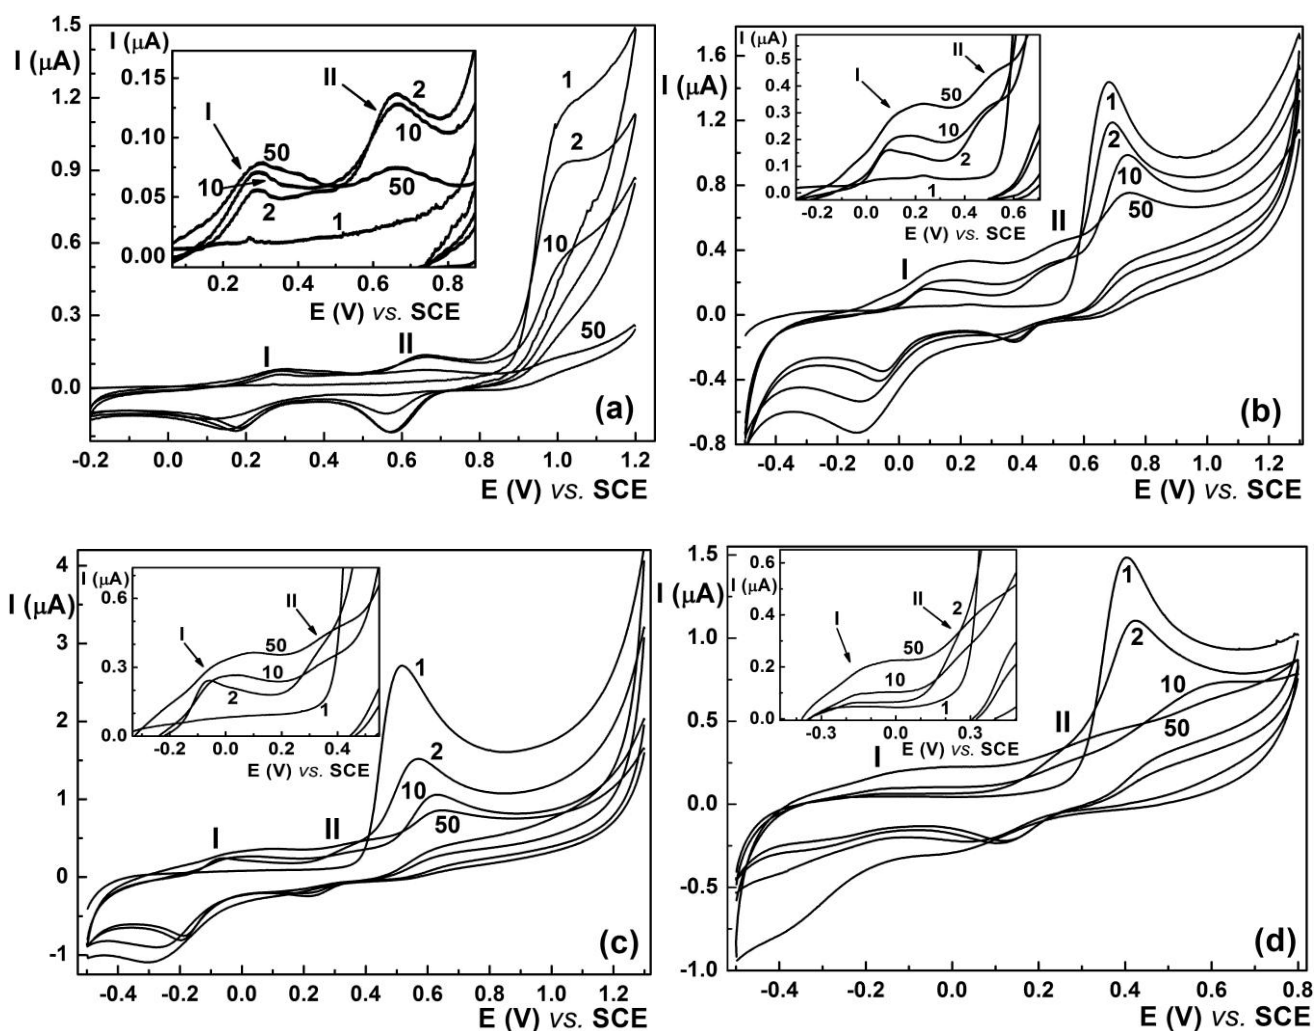 I (μA)
1.5
1.2
0.9
0.6
0.3
0.0
-0.2 0.0 0.2 0.4 0.6 0.8 1.0 1.2
E (V) vs. SCE
I (μA)
0.15
0.10
0.05
0.00
0.2 0.4 0.6 0.8
E (V) vs. SCE
I
II
50
10
2
1
2
10
50
I
II
1
2
10
50
(a)
I (μA)
1.6
1.2
0.8
0.4
0.0
-0.4
-0.8
-0.4 -0.2 0.0 0.2 0.4 0.6 0.8 1.0 1.2
E (V) vs. SCE
I (μA)
0.5
0.4
0.3
0.2
0.1
0.0
-0.2 0.0 0.2 0.4 0.6
E (V) vs. SCE
I
II
50
10
2
1
I
II
1
2
10
50
(b)
I (μA)
4
3
2
1
0
-1
-0.4 -0.2 0.0 0.2 0.4 0.6 0.8 1.0 1.2
E (V) vs. SCE
I (μA)
0.6
0.3
0.0
-0.2 0.0 0.2 0.4
E (V) vs. SCE
I
II
50
10
2
1
I
II
1
2
10
50
(c)
I (μA)
1.5
1.0
0.5
0.0
-0.5
-1.0
-0.4 -0.2 0.0 0.2 0.4 0.6 0.8
E (V) vs. SCE
I (μA)
0.6
0.4
0.2
0.0
-0.3 0.0 0.3
E (V) vs. SCE
I
II
2
50
10
1
I
II
1
2
10
50
(d)